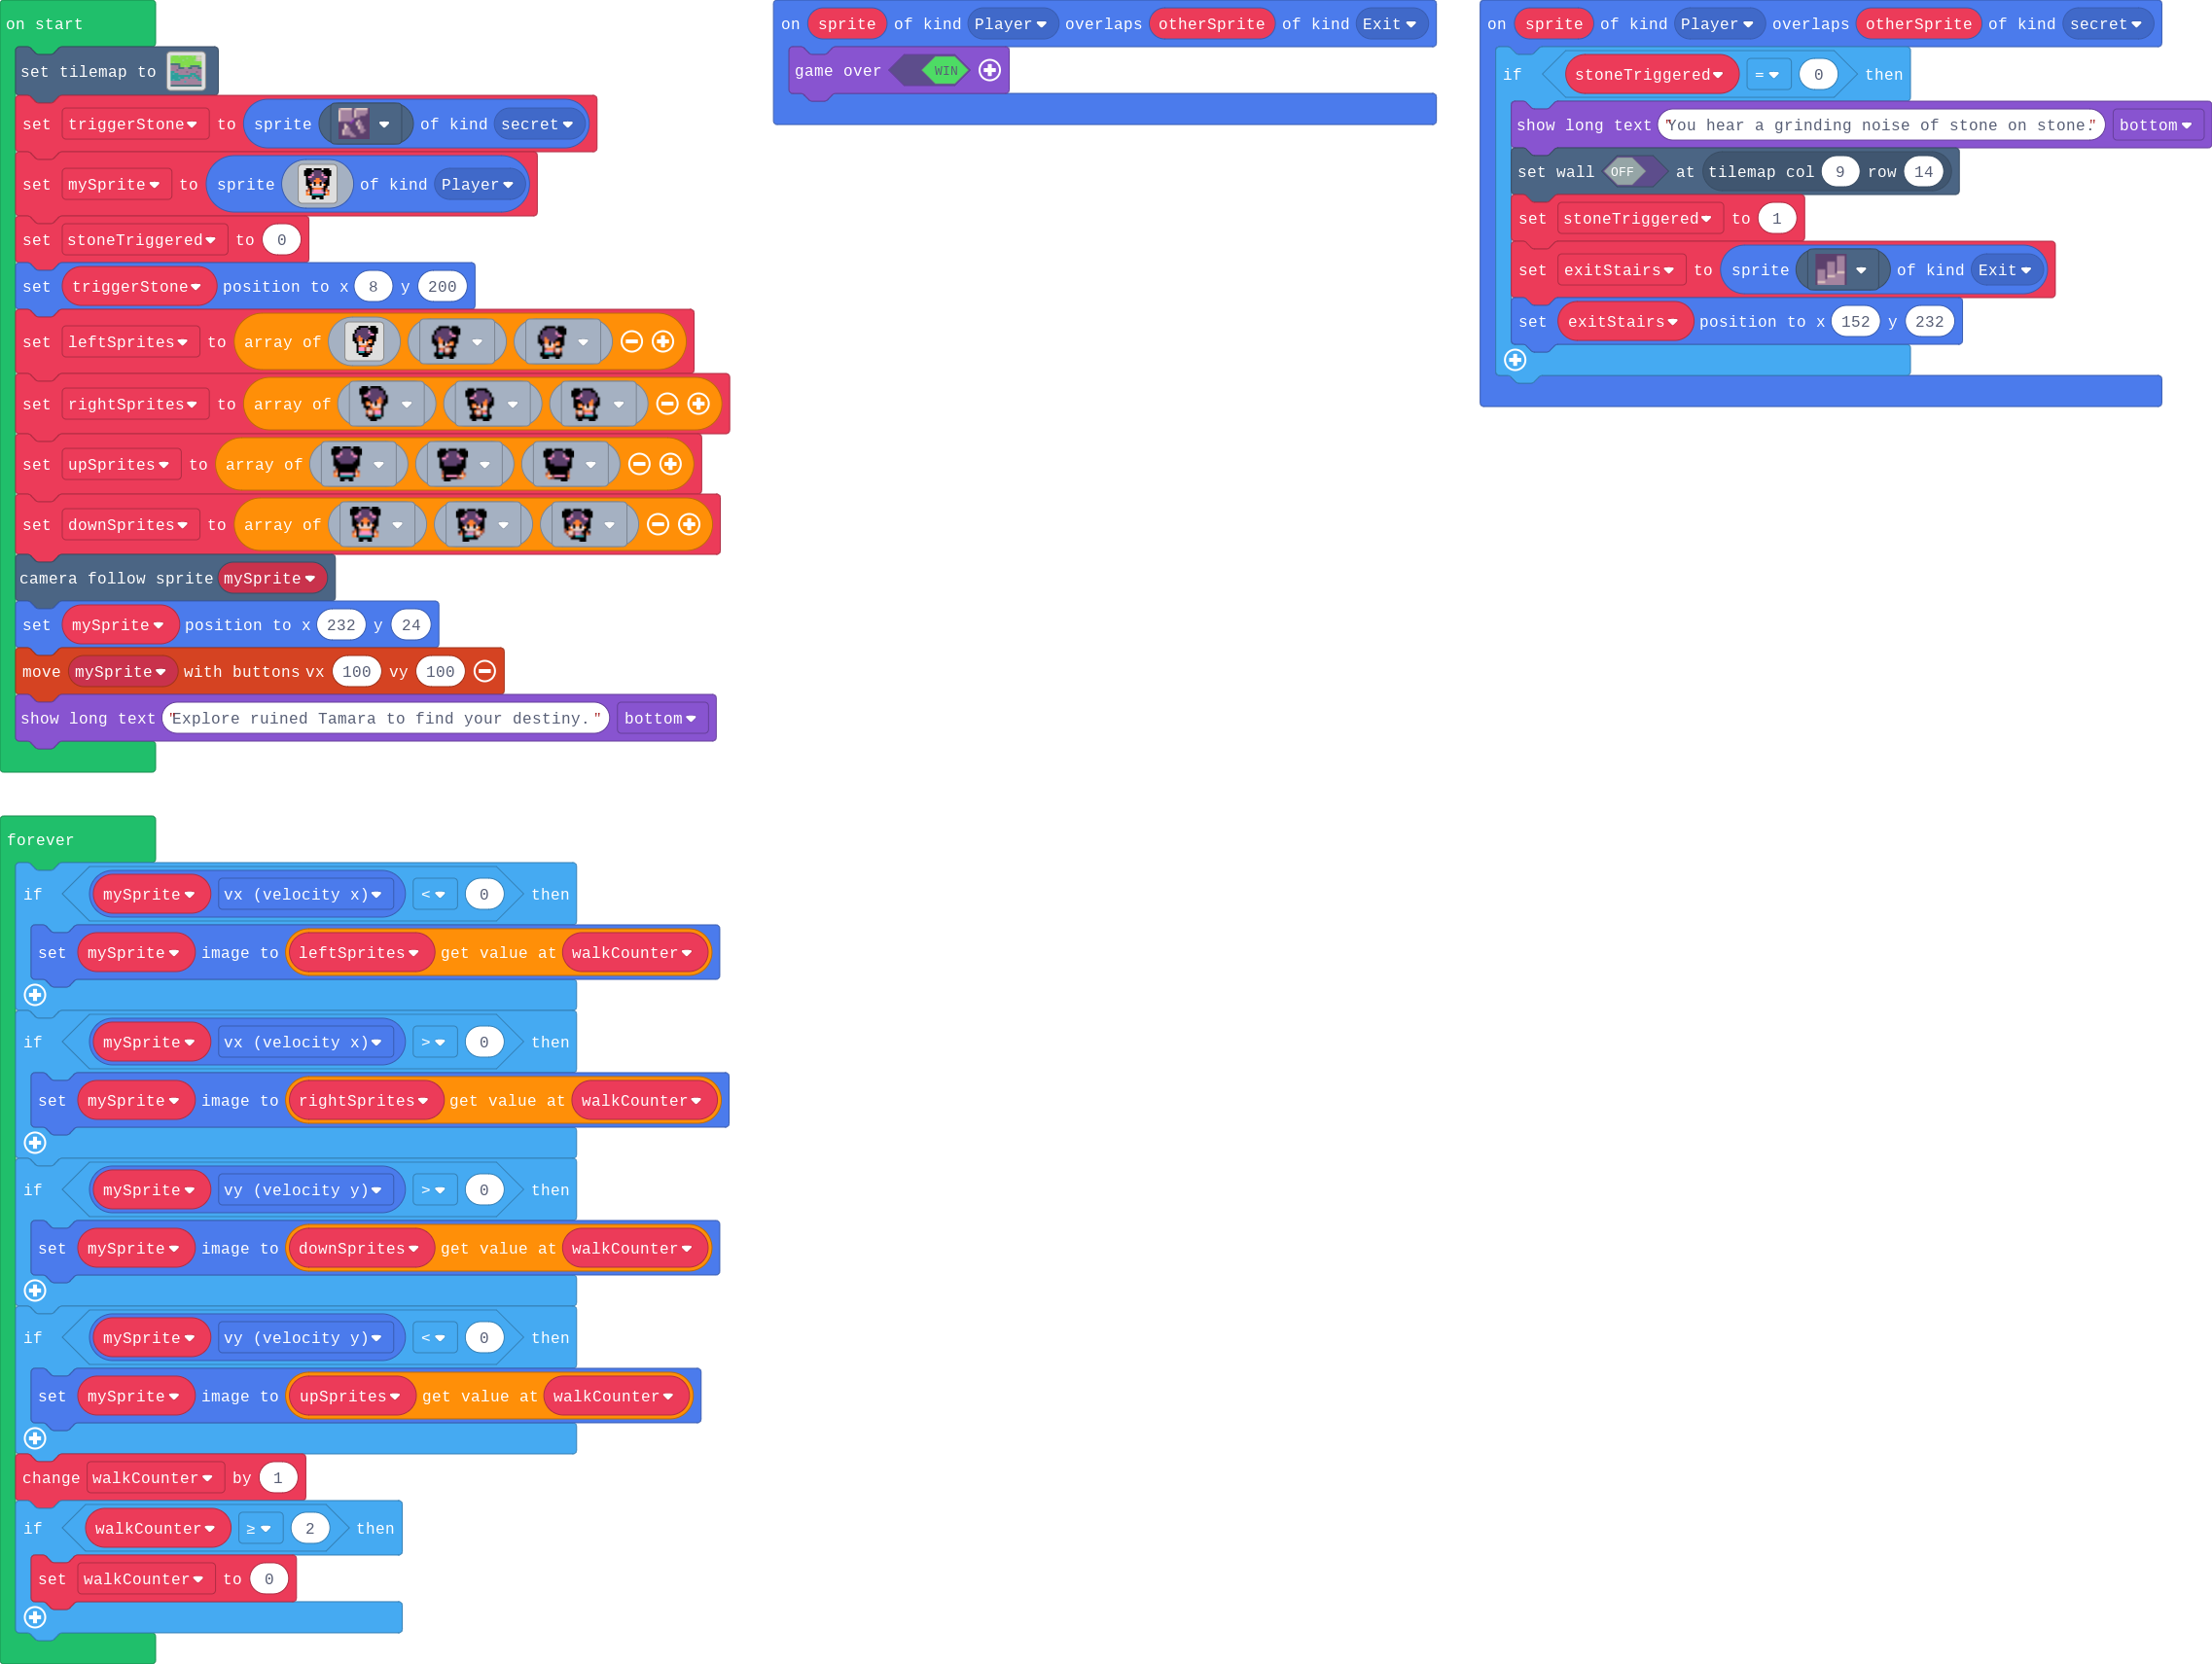 on start
set tilemap to
set triggerStone to sprite of kind secret
set mySprite to sprite of kind Player
set stoneTriggered to 0
set triggerStone position to x 8 y 200
set leftSprites to array of
set rightSprites to array of
set upSprites to array of
set downSprites to array of
camera follow sprite mySprite
set mySprite position to x 232 y 24
move mySprite with buttons vx 100 vy 100
show long text "Explore ruined Tamara to find your destiny." bottom
on sprite of kind Player overlaps otherSprite of kind Exit
game over WIN
on sprite of kind Player overlaps otherSprite of kind secret
if stoneTriggered = 0 then
show long text "You hear a grinding noise of stone on stone." bottom
set wall OFF at tilemap col 9 row 14
set stoneTriggered to 1
set exitStairs to sprite of kind Exit
set exitStairs position to x 152 y 232
forever
if mySprite vx (velocity x) < 0 then
set mySprite image to leftSprites get value at walkCounter
if mySprite vx (velocity x) > 0 then
set mySprite image to rightSprites get value at walkCounter
if mySprite vy (velocity y) > 0 then
set mySprite image to downSprites get value at walkCounter
if mySprite vy (velocity y) < 0 then
set mySprite image to upSprites get value at walkCounter
change walkCounter by 1
if walkCounter ≥ 2 then
set walkCounter to 0